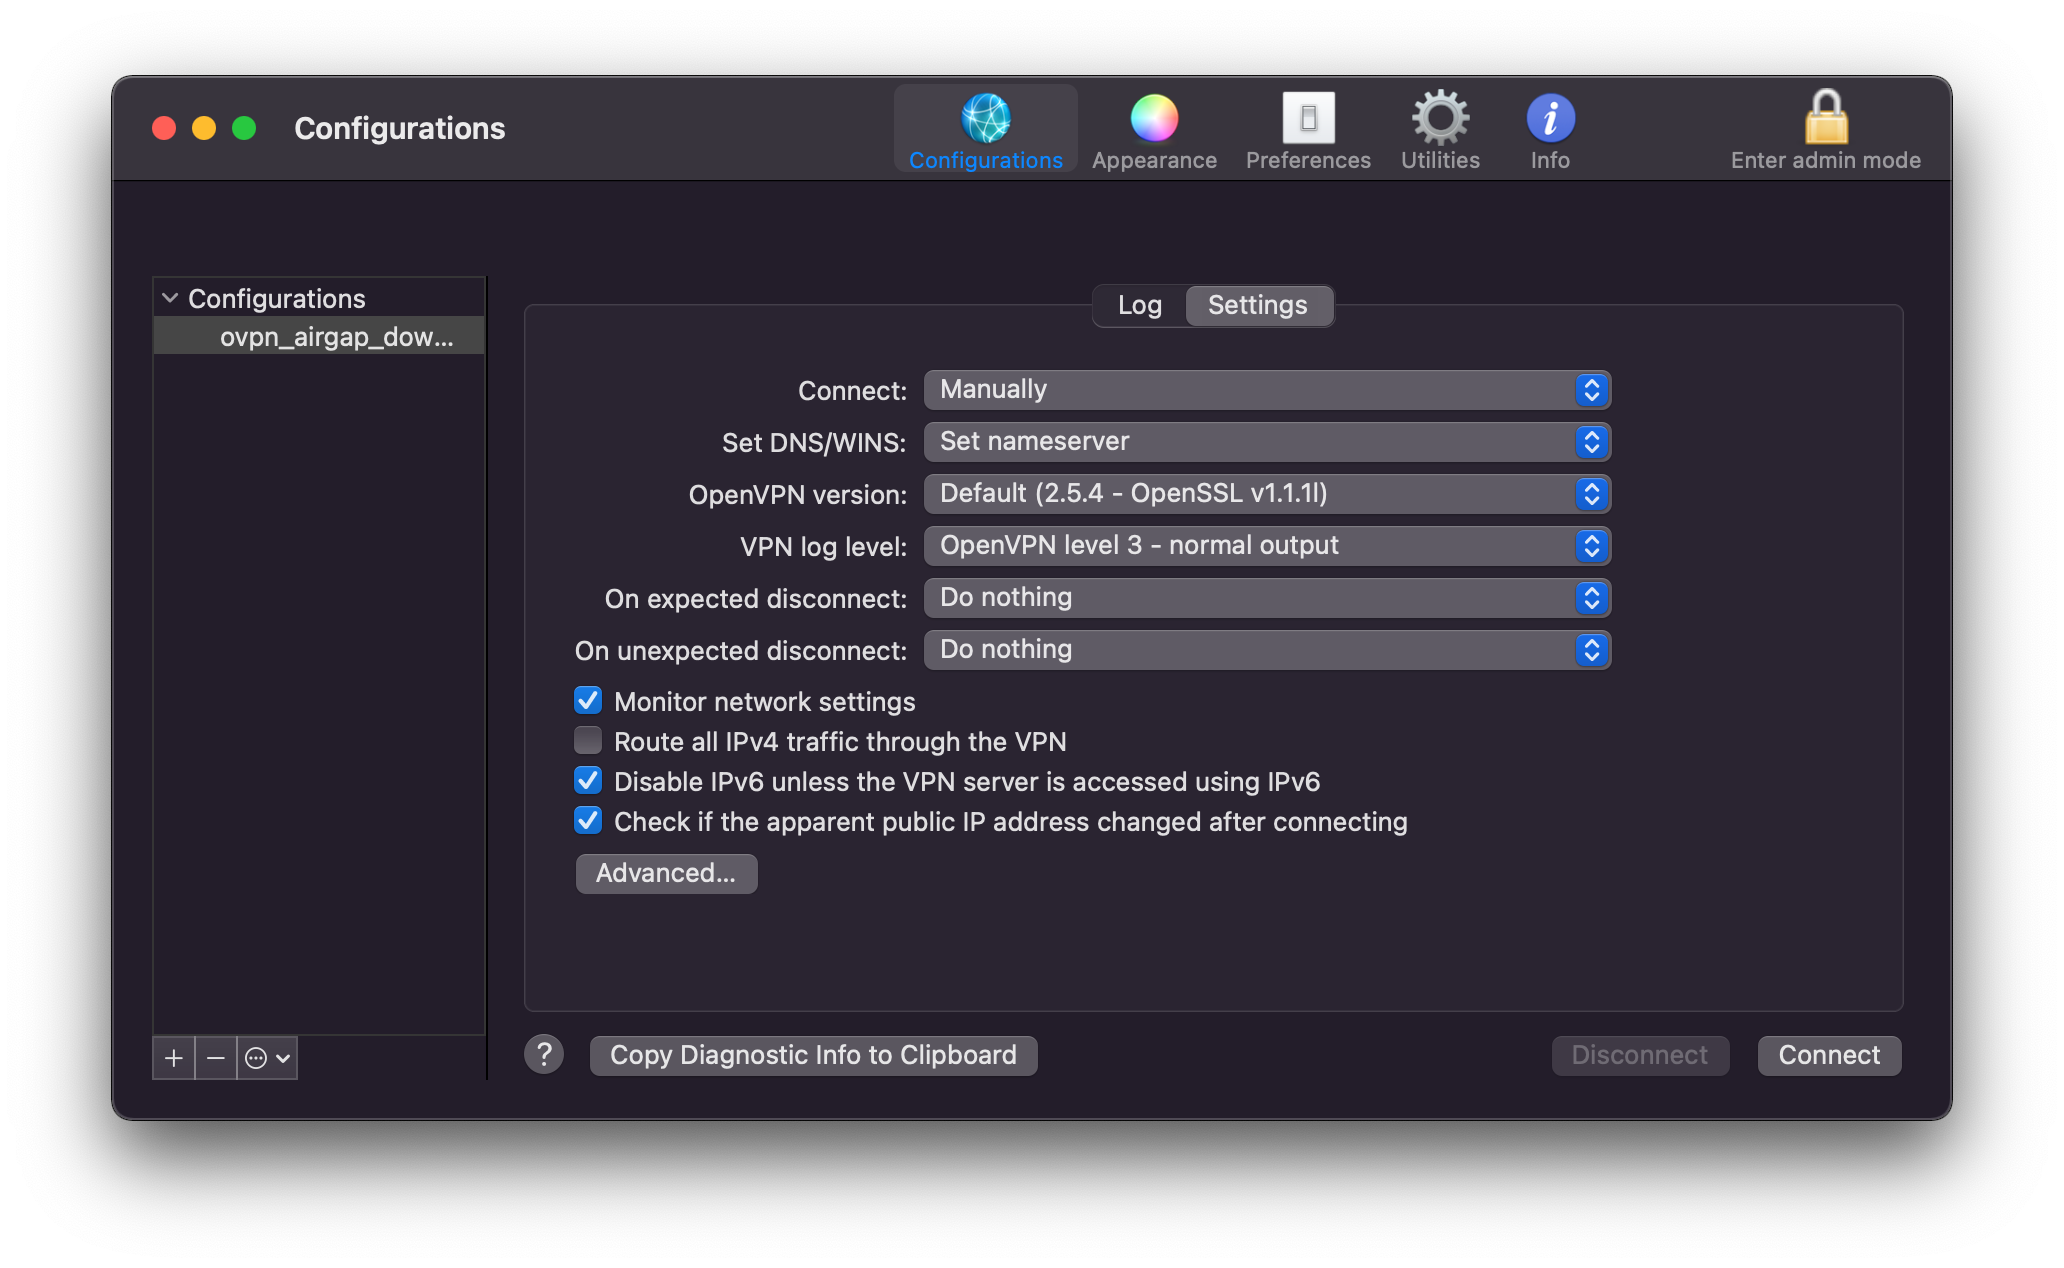 Configurations
Configurations
Appearance
Preferences
Utilities
Info
Enter admin mode
Configurations
ovpn_airgap_dow...
Log
Settings
Connect: Manually
Set DNS/WINS: Set nameserver
OpenVPN version: Default (2.5.4 - OpenSSL v1.1.1l)
VPN log level: OpenVPN level 3 - normal output
On expected disconnect: Do nothing
On unexpected disconnect: Do nothing
Monitor network settings
Route all IPv4 traffic through the VPN
Disable IPv6 unless the VPN server is accessed using IPv6
Check if the apparent public IP address changed after connecting
Advanced...
?
Copy Diagnostic Info to Clipboard
Disconnect
Connect